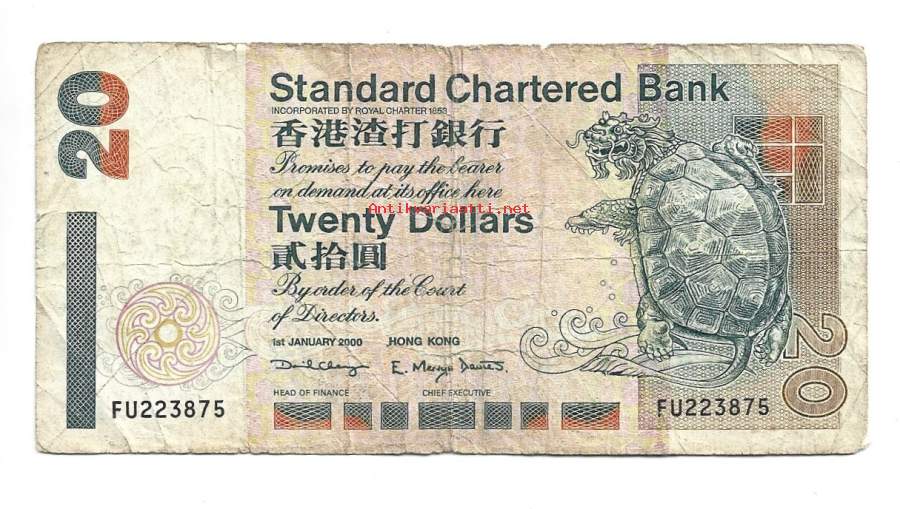 20
Standard Chartered Bank
INCORPORATED BY ROYAL CHARTER 1853
香港渣打銀行
Promises to pay the bearer
on demand at its office here
Antikvariaatti.net
Twenty Dollars
貳拾圓
By order of the Court
of Directors.
1ST JANUARY 2000 HONG KONG
HEAD OF FINANCE CHIEF EXECUTIVE
FU223875
FU223875
20